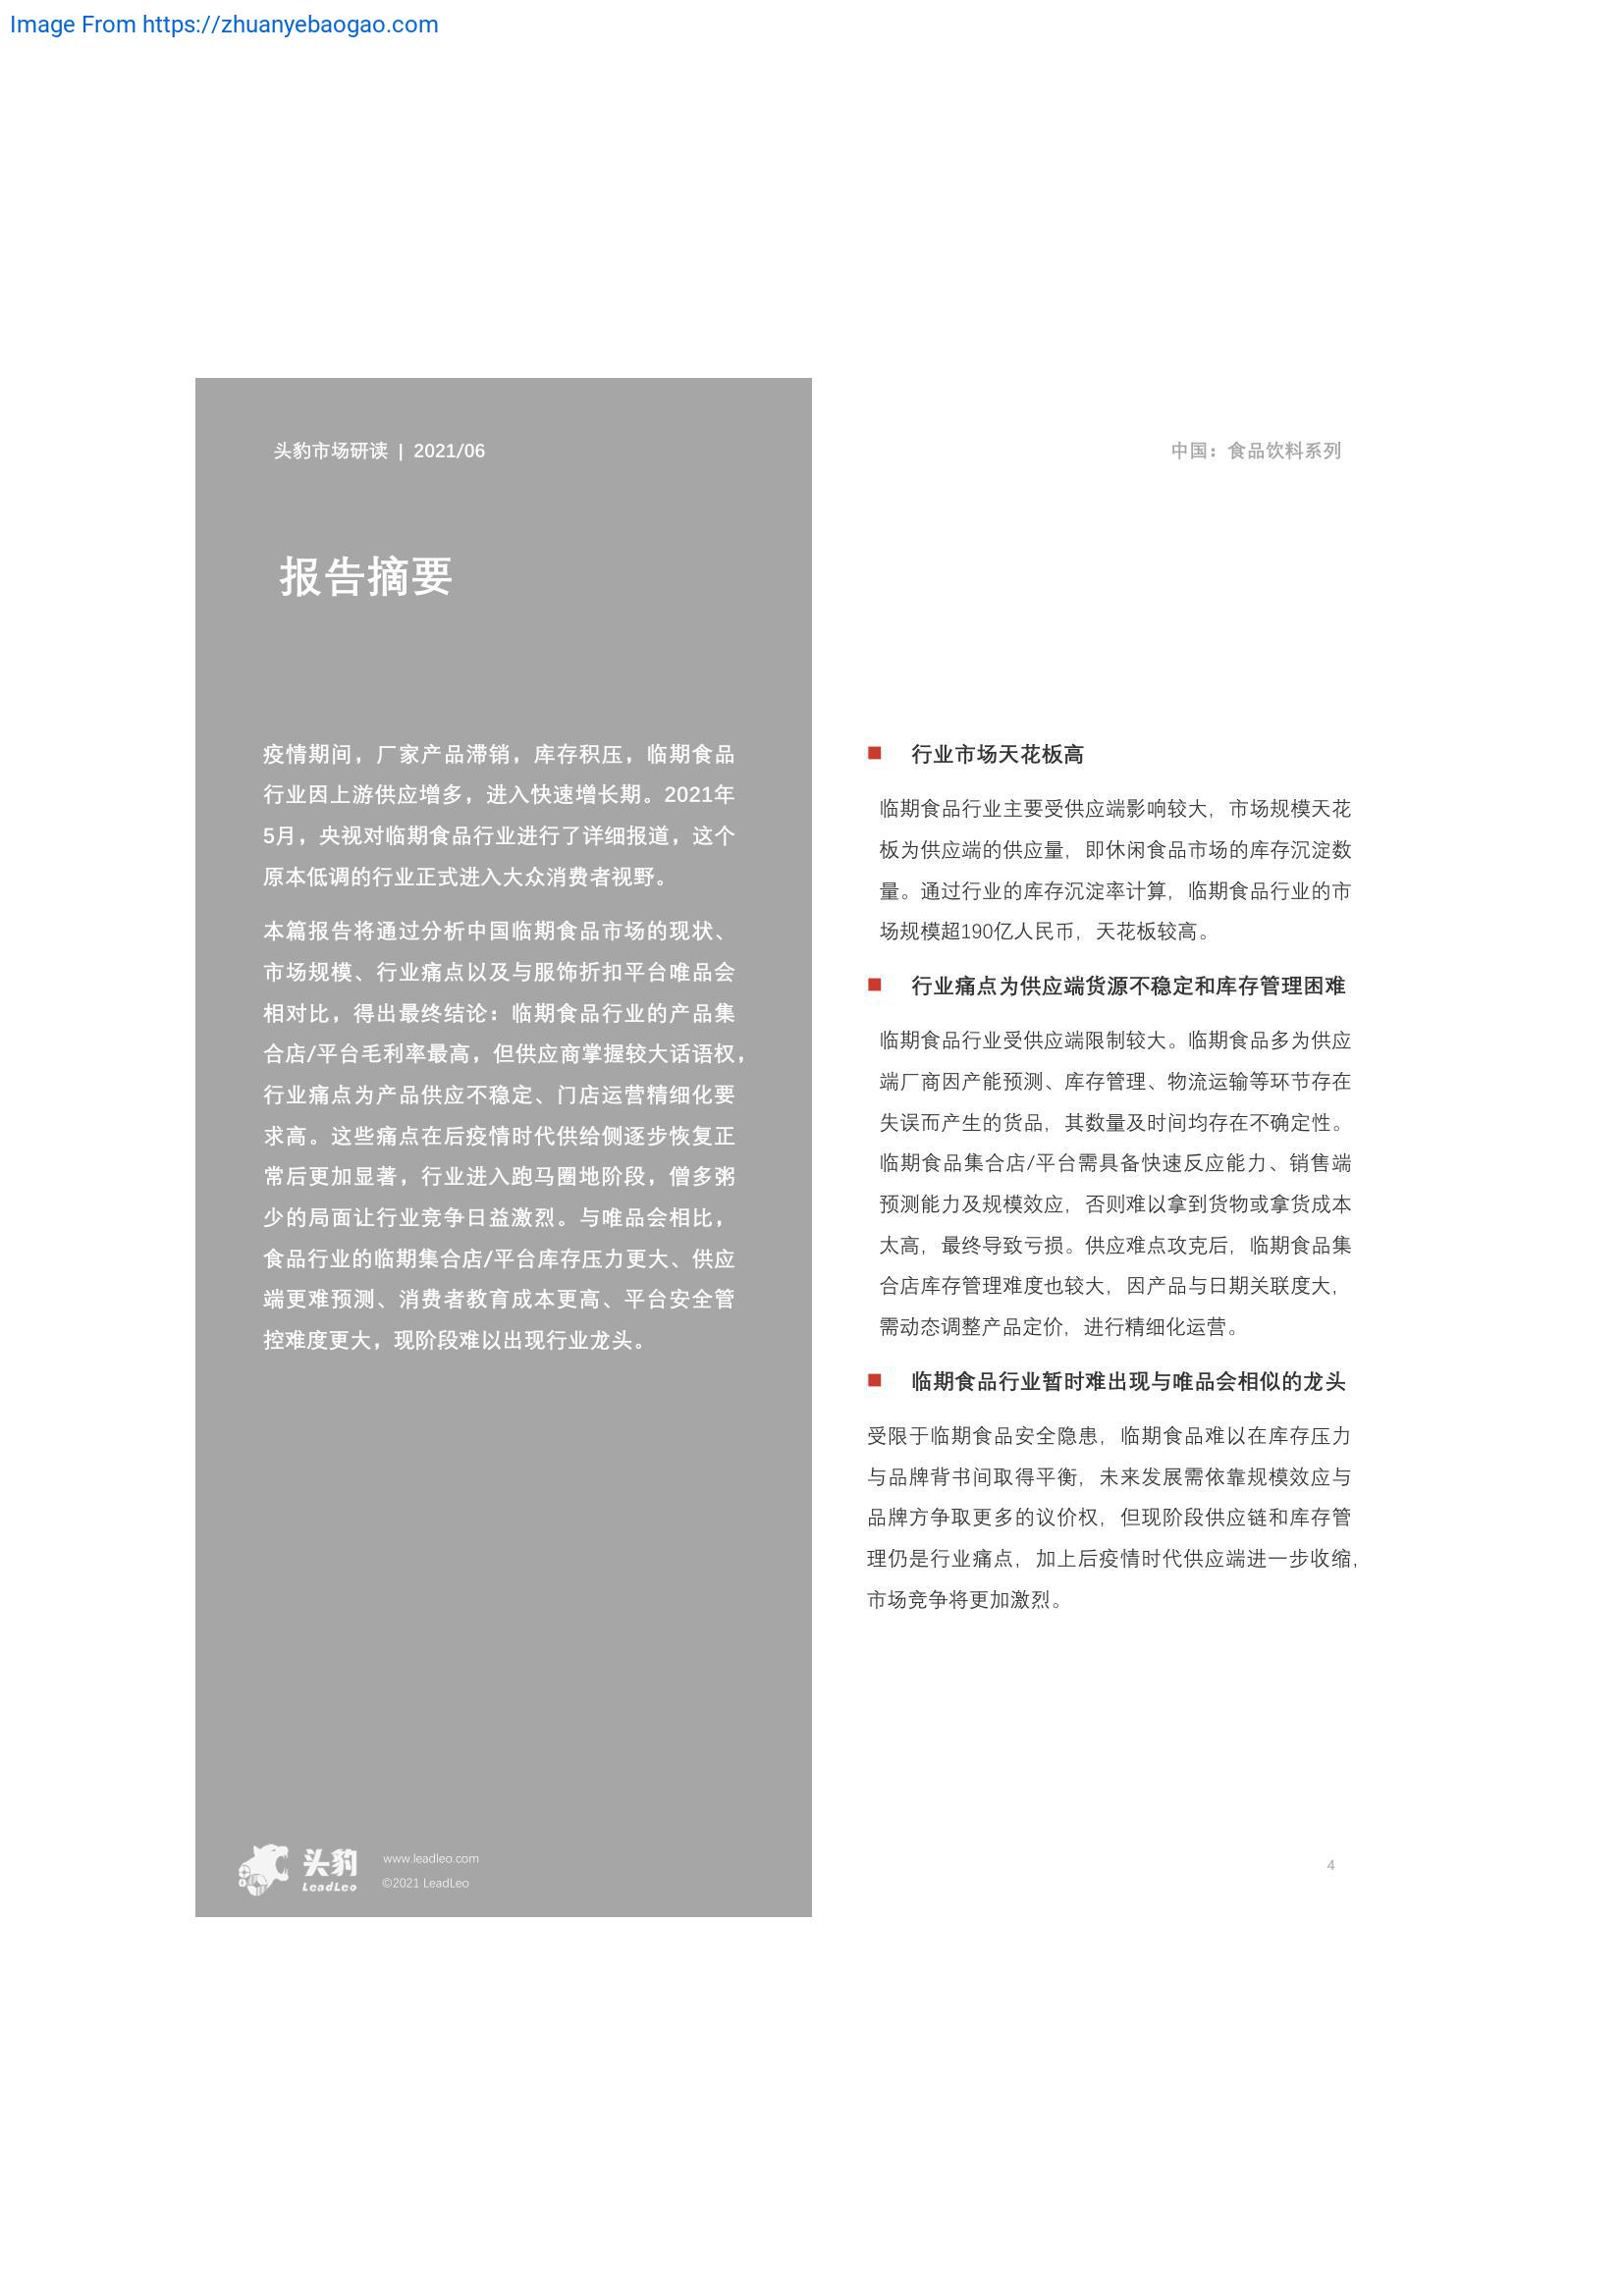 Image From https://zhuanyebaogao.com
头豹市场研读 | 2021/06
中国：食品饮料系列
报告摘要
疫情期间，厂家产品滞销，库存积压，临期食品
行业因上游供应增多，进入快速增长期。2021年
5月，央视对临期食品行业进行了详细报道，这个
原本低调的行业正式进入大众消费者视野。
本篇报告将通过分析中国临期食品市场的现状、
市场规模、行业痛点以及与服饰折扣平台唯品会
相对比，得出最终结论：临期食品行业的产品集
合店/平台毛利率最高，但供应商掌握较大话语权，
行业痛点为产品供应不稳定、门店运营精细化要
求高。这些痛点在后疫情时代供给侧逐步恢复正
常后更加显著，行业进入跑马圈地阶段，僧多粥
少的局面让行业竞争日益激烈。与唯品会相比，
食品行业的临期集合店/平台库存压力更大、供应
端更难预测、消费者教育成本更高、平台安全管
控难度更大，现阶段难以出现行业龙头。
■ 行业市场天花板高
临期食品行业主要受供应端影响较大，市场规模天花
板为供应端的供应量，即休闲食品市场的库存沉淀数
量。通过行业的库存沉淀率计算，临期食品行业的市
场规模超190亿人民币，天花板较高。
■ 行业痛点为供应端货源不稳定和库存管理困难
临期食品行业受供应端限制较大。临期食品多为供应
端厂商因产能预测、库存管理、物流运输等环节存在
失误而产生的货品，其数量及时间均存在不确定性。
临期食品集合店/平台需具备快速反应能力、销售端
预测能力及规模效应，否则难以拿到货物或拿货成本
太高，最终导致亏损。供应难点攻克后，临期食品集
合店库存管理难度也较大，因产品与日期关联度大，
需动态调整产品定价，进行精细化运营。
■ 临期食品行业暂时难出现与唯品会相似的龙头
受限于临期食品安全隐患，临期食品难以在库存压力
与品牌背书间取得平衡，未来发展需依靠规模效应与
品牌方争取更多的议价权，但现阶段供应链和库存管
理仍是行业痛点，加上后疫情时代供应端进一步收缩，
市场竞争将更加激烈。
头豹
LeadLeo
www.leadleo.com
©2021 LeadLeo
4